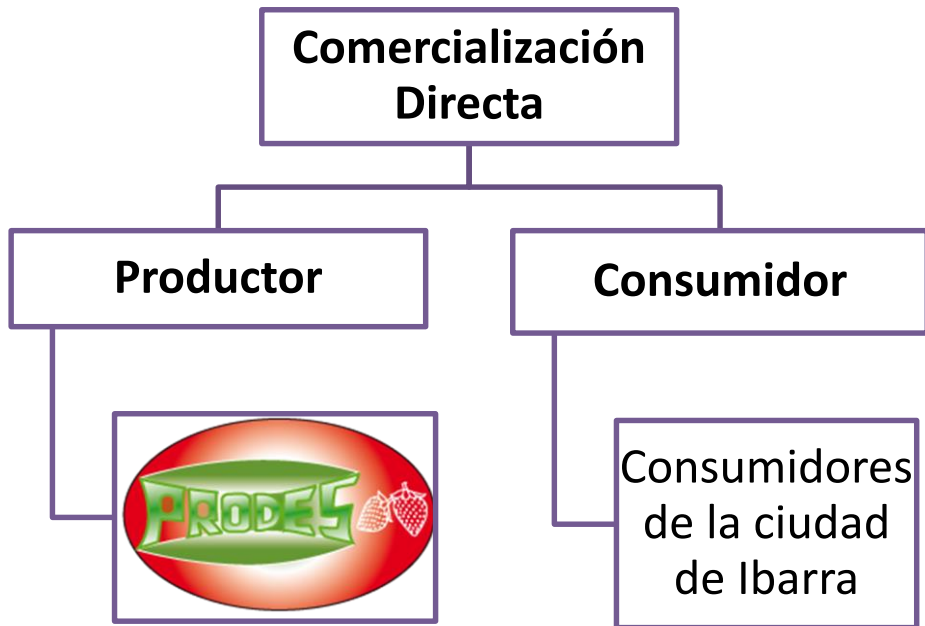 Comercialización
Directa
Productor
Consumidor
PRODES
Consumidores
de la ciudad
de Ibarra